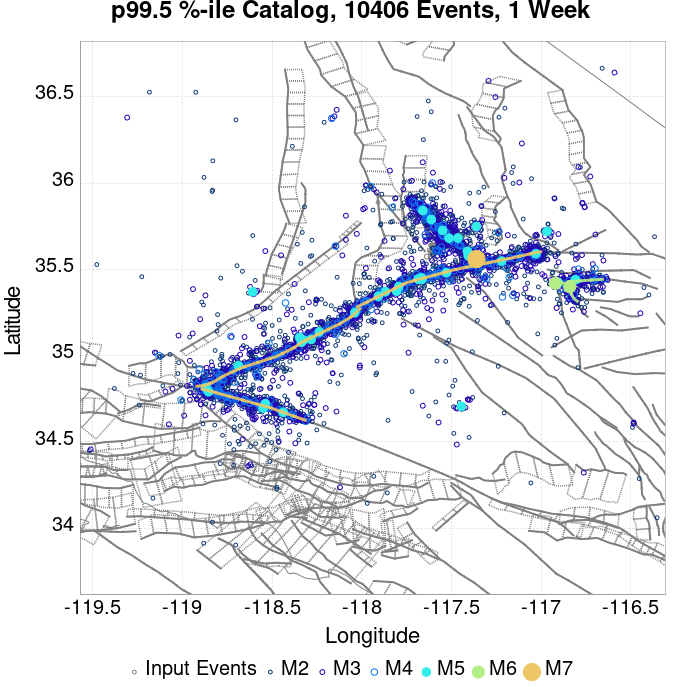 p99.5 %-ile Catalog, 10406 Events, 1 Week
36.5
36
35.5
35
34.5
34
Latitude
-119.5 -119 -118.5 -118 -117.5 -117 -116.5
Longitude
Input Events M2 M3 M4 M5 M6 M7